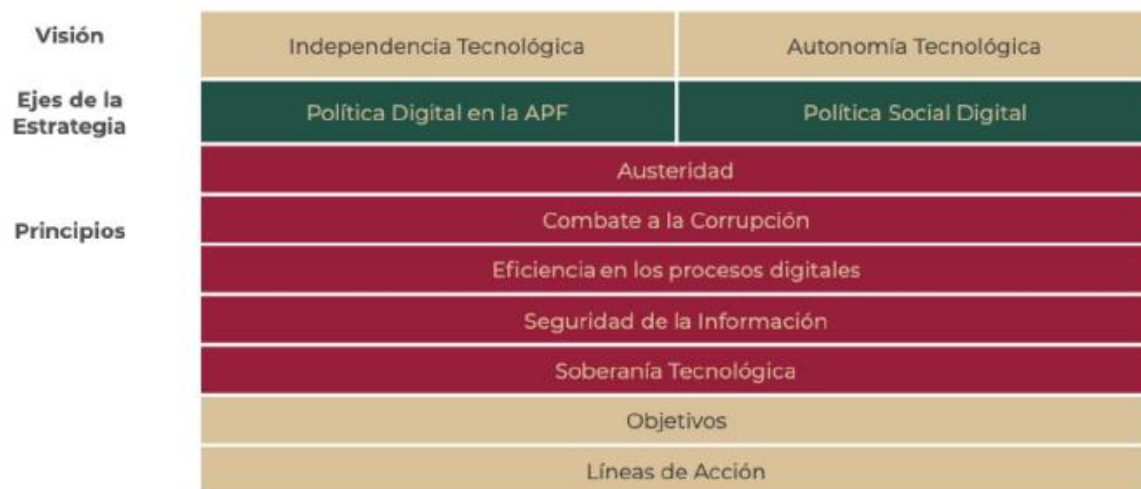 Visión
Independencia Tecnológica
Autonomía Tecnológica
Ejes de la
Estrategia
Política Digital en la APF
Política Social Digital
Principios
Austeridad
Combate a la Corrupción
Eficiencia en los procesos digitales
Seguridad de la Información
Soberanía Tecnológica
Objetivos
Líneas de Acción